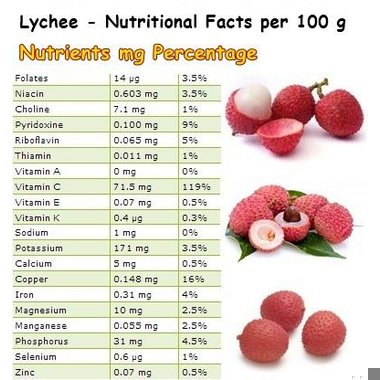 Lychee - Nutritional Facts per 100 g
Nutrients mg Percentage
Folates 14 µg 3.5%
Niacin 0.603 mg 3.5%
Choline 7.1 mg 1%
Pyridoxine 0.100 mg 9%
Riboflavin 0.065 mg 5%
Thiamin 0.011 mg 1%
Vitamin A 0 mg 0%
Vitamin C 71.5 mg 119%
Vitamin E 0.07 mg 0.5%
Vitamin K 0.4 µg 0.3%
Sodium 1 mg 0%
Potassium 171 mg 3.5%
Calcium 5 mg 0.5%
Copper 0.148 mg 16%
Iron 0.31 mg 4%
Magnesium 10 mg 2.5%
Manganese 0.055 mg 2.5%
Phosphorus 31 mg 4.5%
Selenium 0.6 µg 1%
Zinc 0.07 mg 0.5%